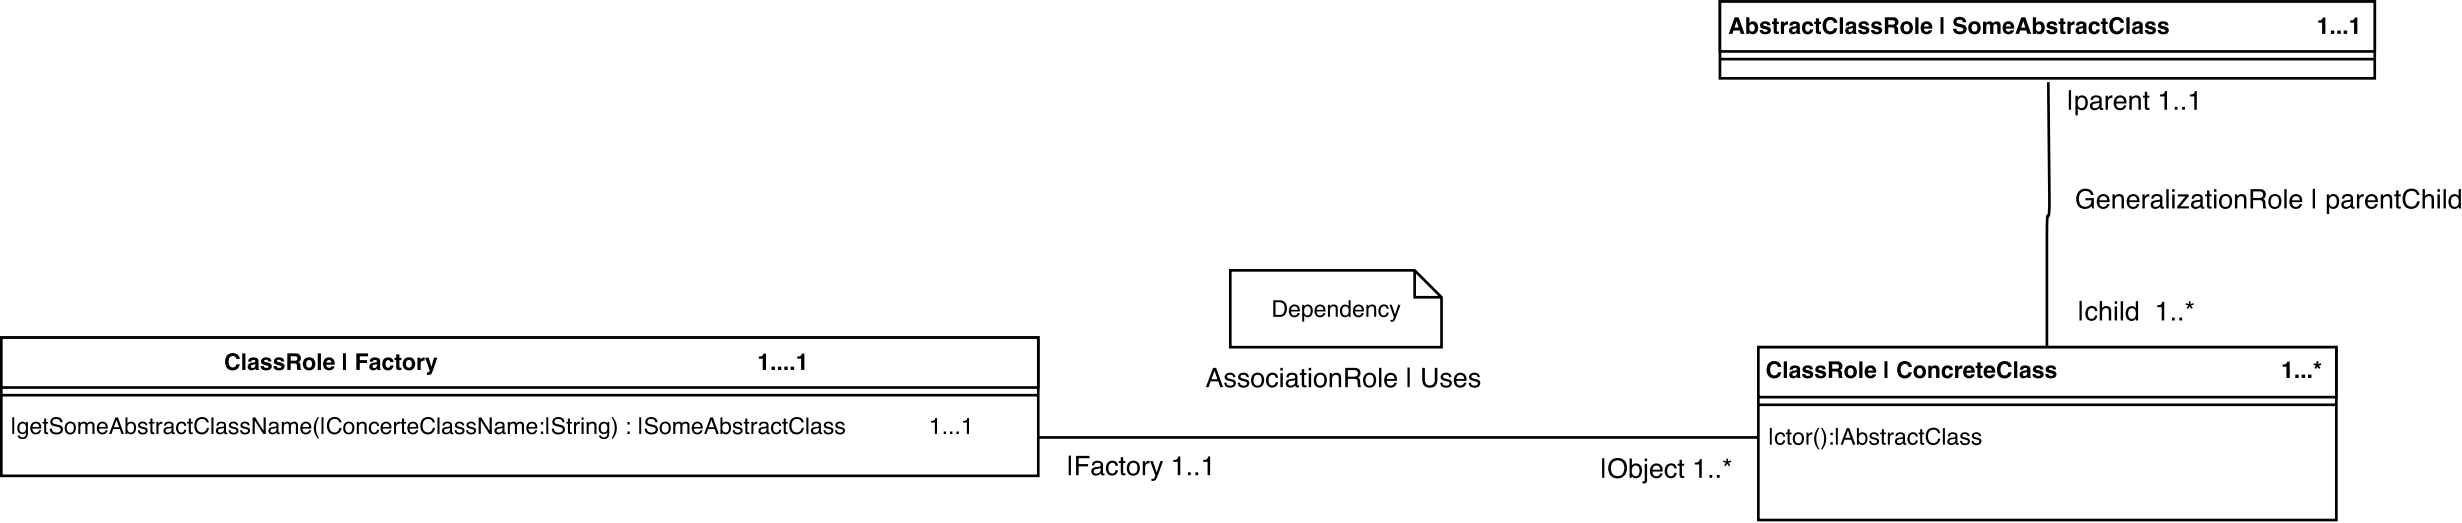 AbstractClassRole | SomeAbstractClass 1...1
|parent 1..1
GeneralizationRole | parentChild
|child 1..*
Dependency
AssociationRole | Uses
ClassRole | Factory 1....1
|getSomeAbstractClassName(|ConcerteClassName:|String) : |SomeAbstractClass 1...1
|Factory 1..1
|Object 1..*
ClassRole | ConcreteClass 1...*
|ctor():|AbstractClass